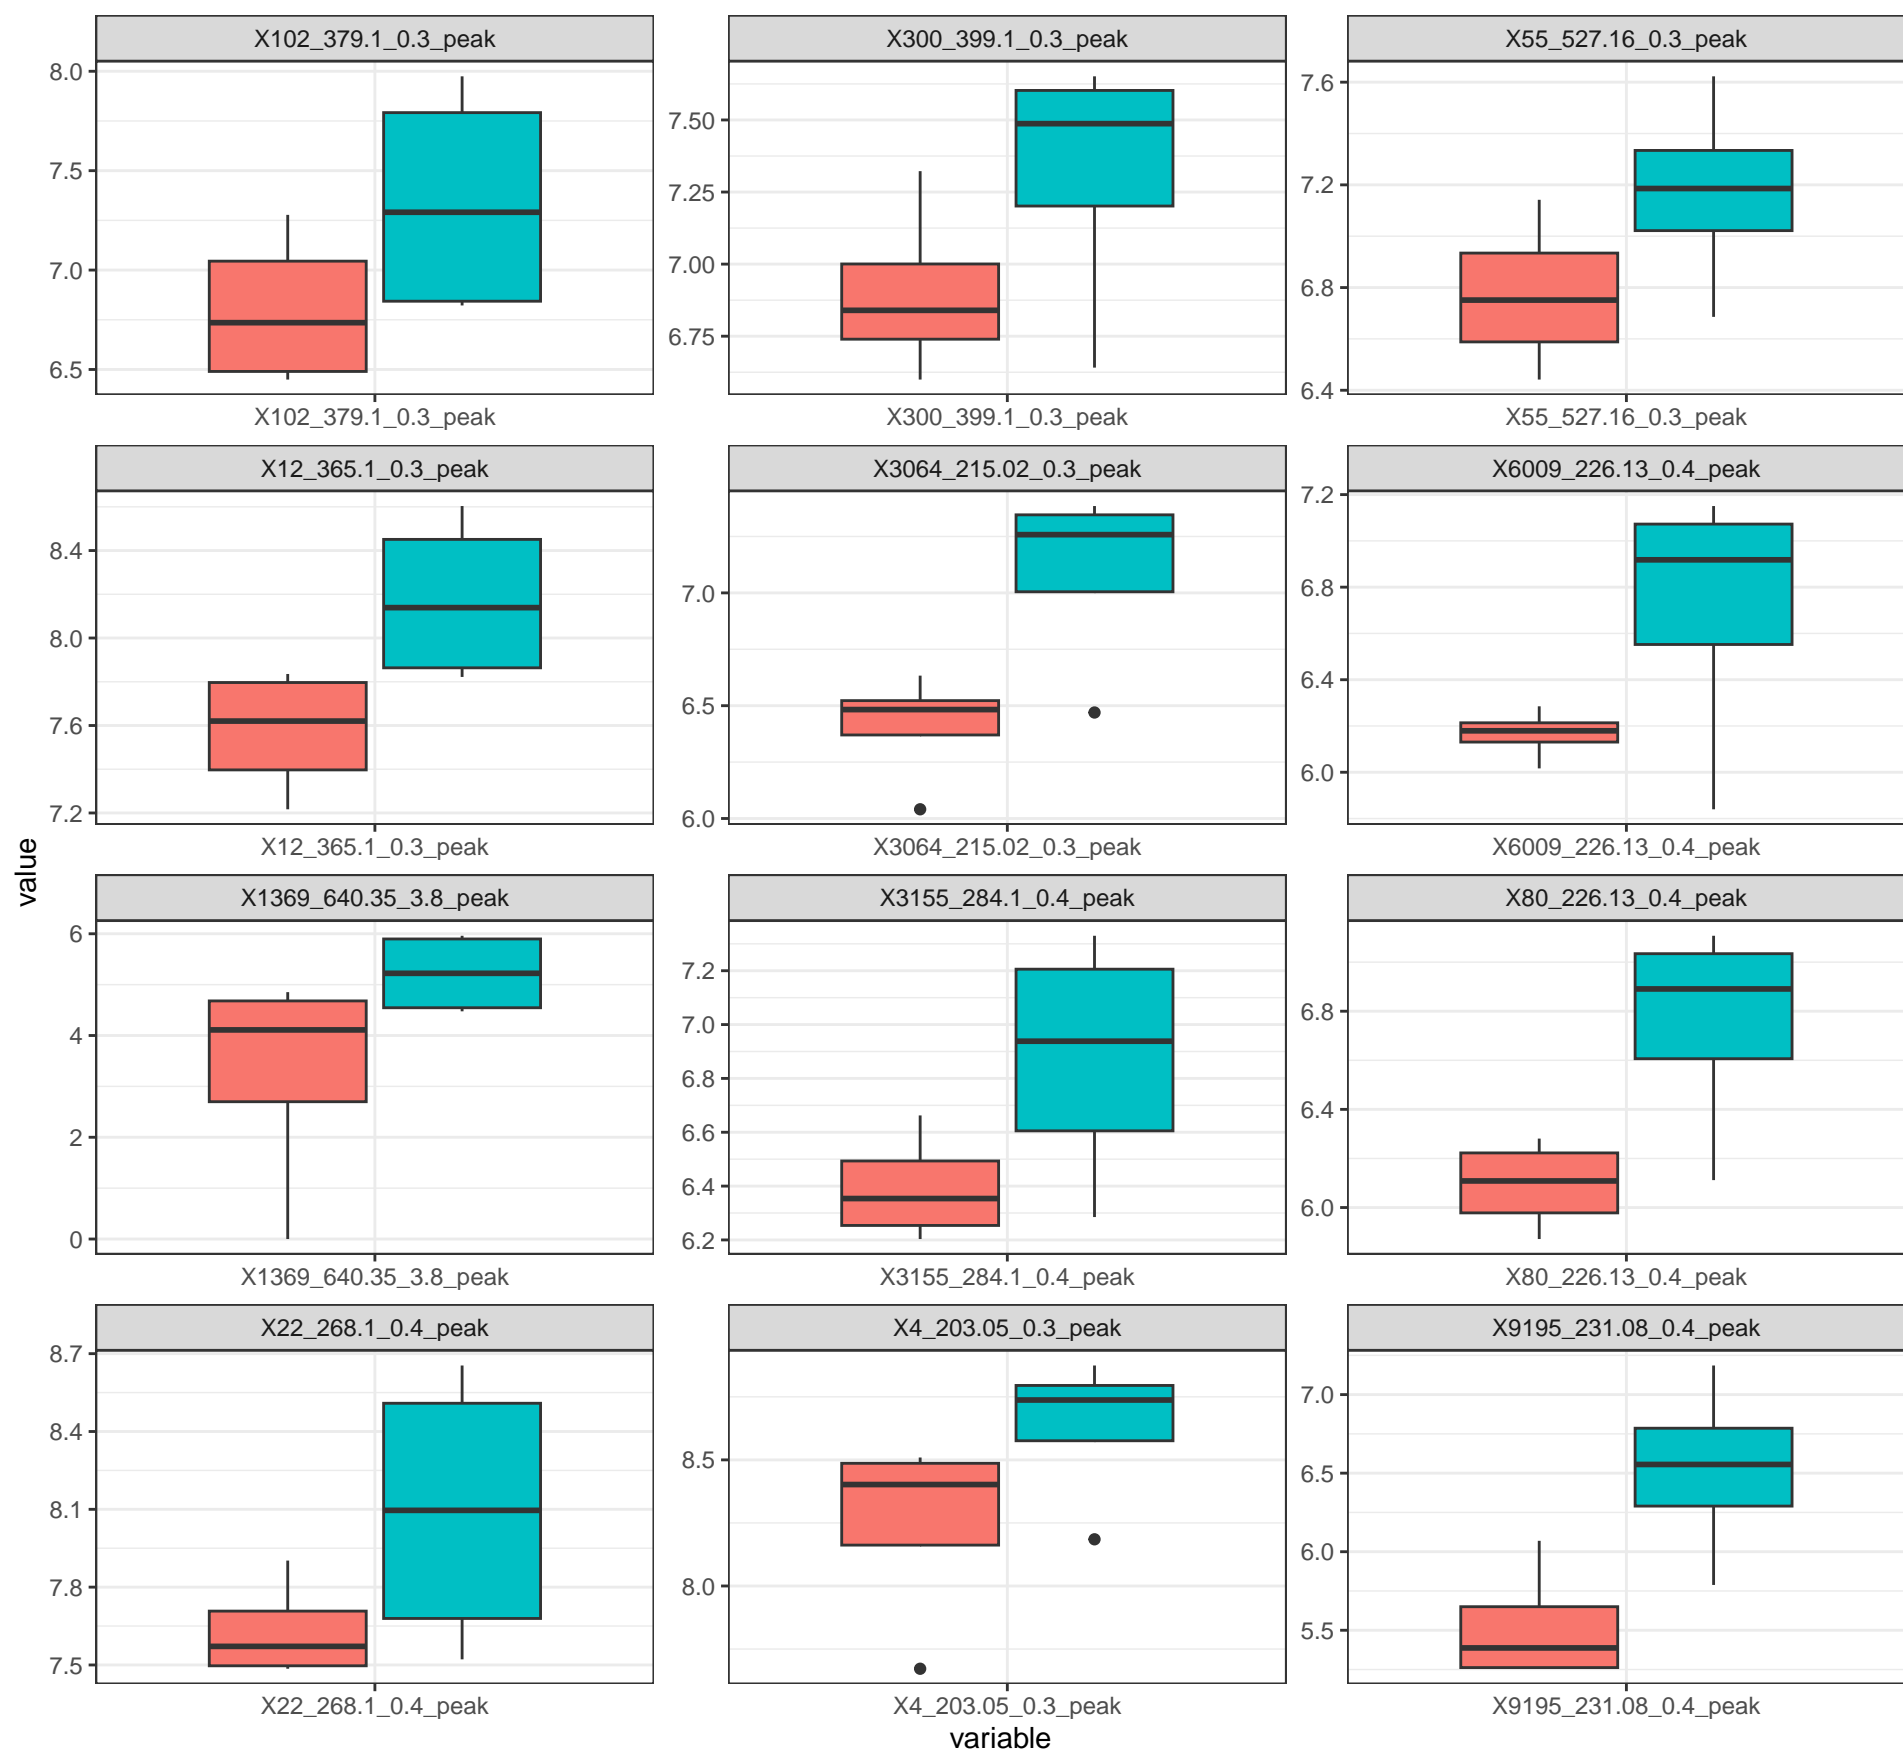 X102_379.1_0.3_peak
8.0
7.5
7.0
6.5
X102_379.1_0.3_peak
X300_399.1_0.3_peak
7.50
7.25
7.00
6.75
X300_399.1_0.3_peak
X55_527.16_0.3_peak
7.6
7.2
6.8
6.4
X55_527.16_0.3_peak
X12_365.1_0.3_peak
8.4
8.0
7.6
7.2
X12_365.1_0.3_peak
X3064_215.02_0.3_peak
7.0
6.5
6.0
X3064_215.02_0.3_peak
X6009_226.13_0.4_peak
7.2
6.8
6.4
6.0
X6009_226.13_0.4_peak
value
X1369_640.35_3.8_peak
6
4
2
0
X1369_640.35_3.8_peak
X3155_284.1_0.4_peak
7.2
7.0
6.8
6.6
6.4
6.2
X3155_284.1_0.4_peak
X80_226.13_0.4_peak
6.8
6.4
6.0
X80_226.13_0.4_peak
X22_268.1_0.4_peak
8.7
8.4
8.1
7.8
7.5
X22_268.1_0.4_peak
X4_203.05_0.3_peak
8.5
8.0
X4_203.05_0.3_peak
X9195_231.08_0.4_peak
7.0
6.5
6.0
5.5
X9195_231.08_0.4_peak
variable